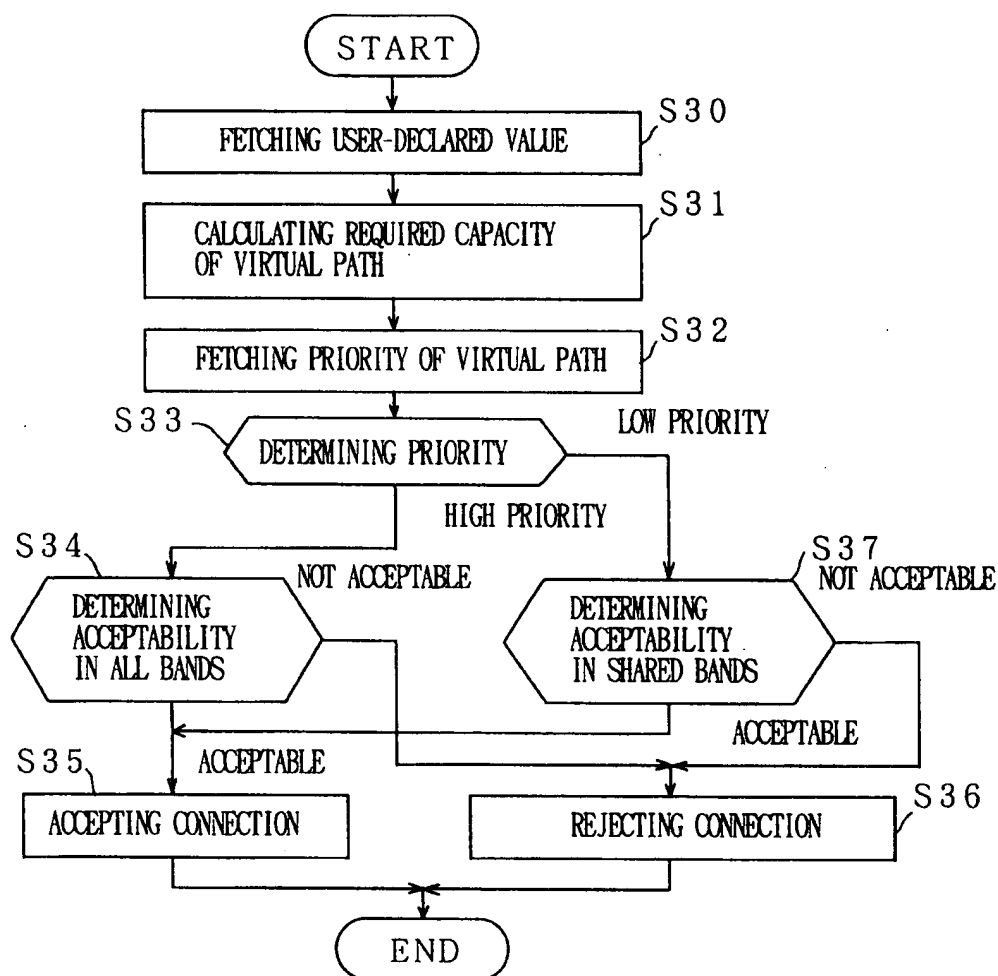 START
S30
FETCHING USER-DECLARED VALUE
S31
CALCULATING REQUIRED CAPACITY
OF VIRTUAL PATH
S32
FETCHING PRIORITY OF VIRTUAL PATH
S33
LOW PRIORITY
DETERMINING PRIORITY
HIGH PRIORITY
S34
NOT ACCEPTABLE
DETERMINING
ACCEPTABILITY
IN ALL BANDS
S37
NOT ACCEPTABLE
DETERMINING
ACCEPTABILITY
IN SHARED BANDS
ACCEPTABLE
ACCEPTABLE
S35
ACCEPTING CONNECTION
S36
REJECTING CONNECTION
END